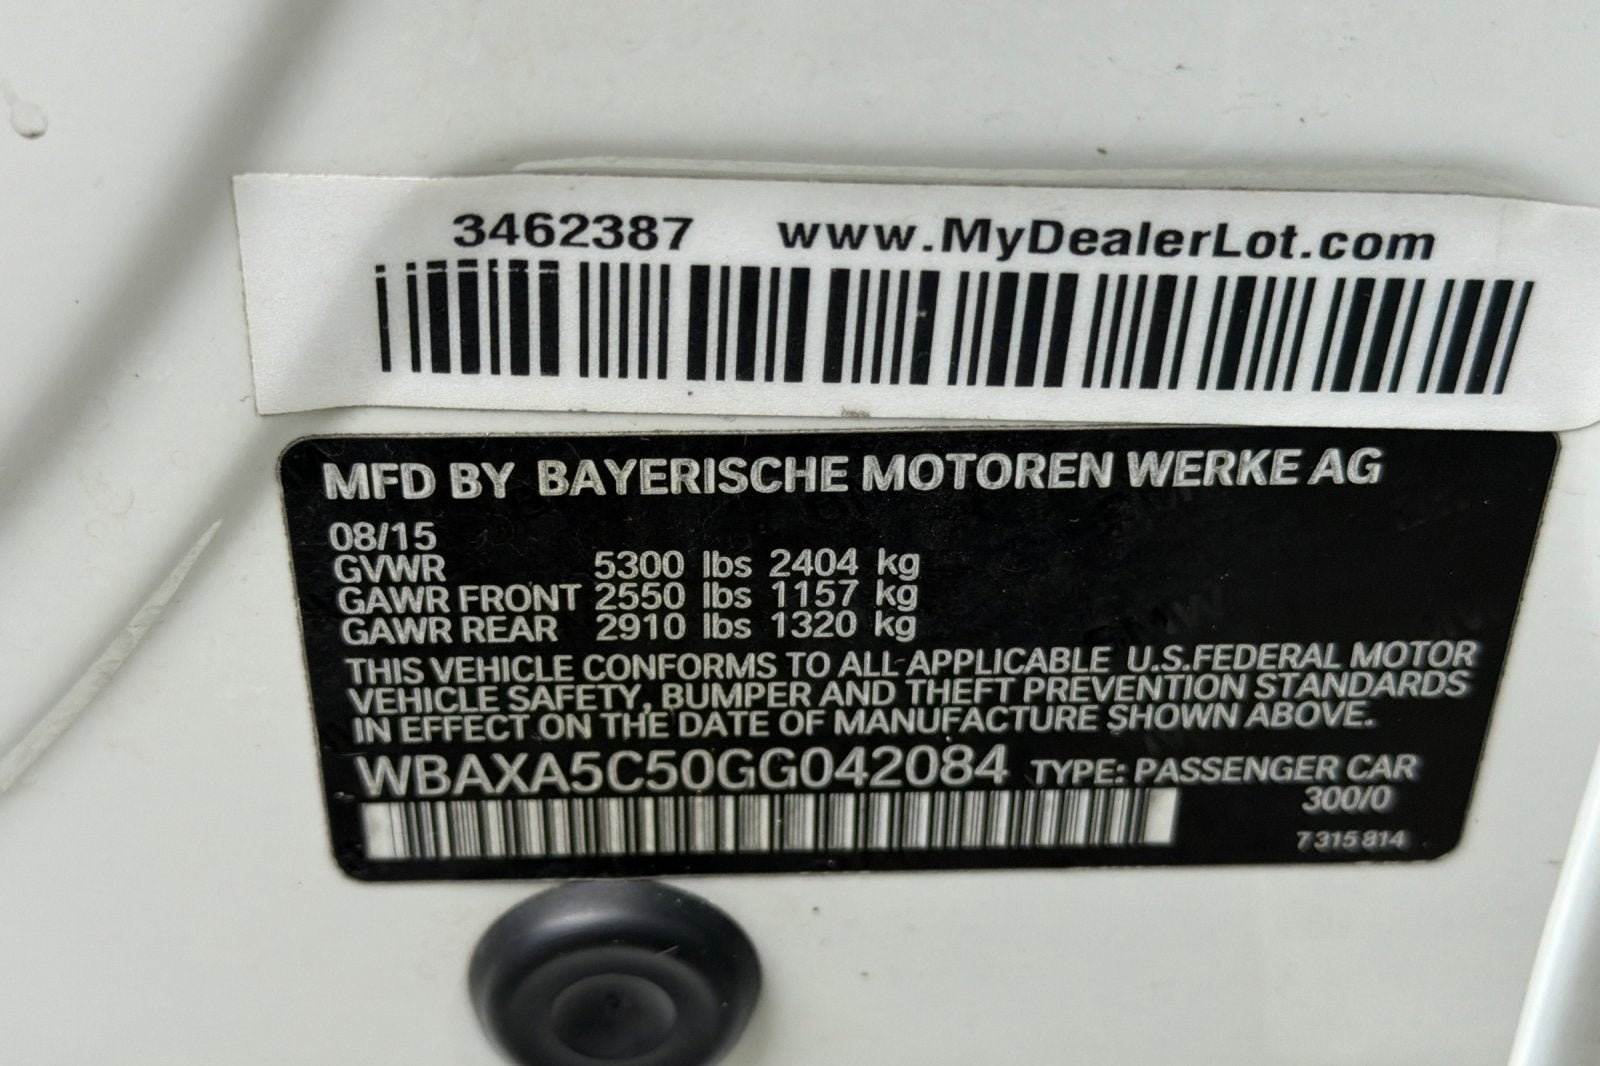 3462387 www.MyDealerLot.com
MFD BY BAYERISCHE MOTOREN WERKE AG
08/15
GVWR 5300 lbs 2404 kg
GAWR FRONT 2550 lbs 1157 kg
GAWR REAR 2910 lbs 1320 kg
THIS VEHICLE CONFORMS TO ALL APPLICABLE U.S.FEDERAL MOTOR
VEHICLE SAFETY, BUMPER AND THEFT PREVENTION STANDARDS
IN EFFECT ON THE DATE OF MANUFACTURE SHOWN ABOVE.
WBAXA5C50GG042084 TYPE: PASSENGER CAR
300/0
7 315 814